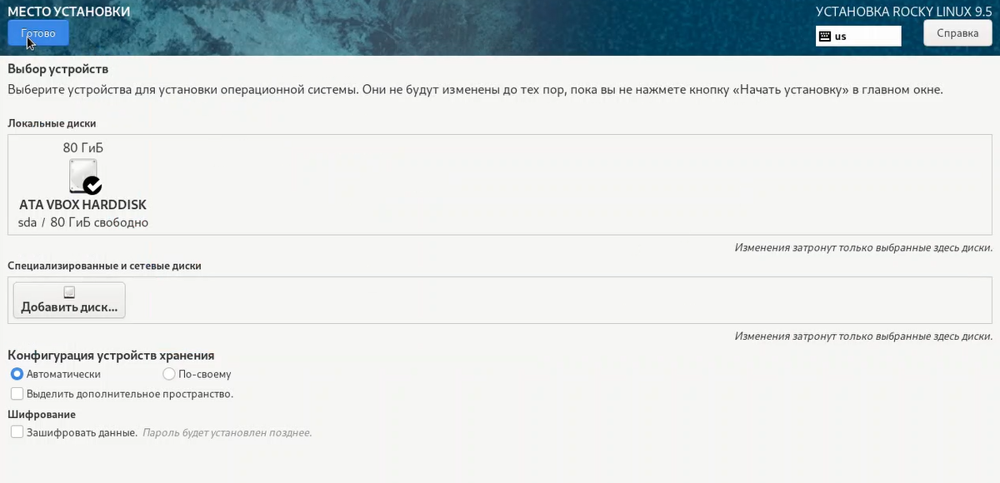 МЕСТО УСТАНОВКИ
УСТАНОВКА ROCKY LINUX 9.5
Готово
us
Справка
Выбор устройств
Выберите устройства для установки операционной системы. Они не будут изменены до тех пор, пока вы не нажмете кнопку «Начать установку» в главном окне.
Локальные диски
80 ГиБ
ATA VBOX HARDDISK
sda / 80 ГиБ свободно
Изменения затронут только выбранные здесь диски.
Специализированные и сетевые диски
Добавить диск...
Изменения затронут только выбранные здесь диски.
Конфигурация устройств хранения
Автоматически
По-своему
Выделить дополнительное пространство.
Шифрование
Зашифровать данные. Пароль будет установлен позднее.